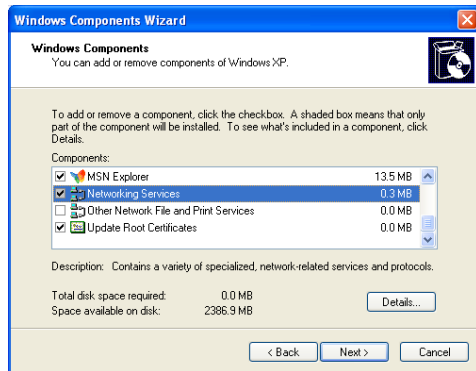 Windows Components Wizard
Windows Components
You can add or remove components of Windows XP.
To add or remove a component, click the checkbox. A shaded box means that only
part of the component will be installed. To see what's included in a component, click
Details.
Components:
MSN Explorer 13.5 MB
Networking Services 0.3 MB
Other Network File and Print Services 0.0 MB
Update Root Certificates 0.0 MB
Description: Contains a variety of specialized, network-related services and protocols.
Total disk space required: 0.0 MB
Space available on disk: 2386.9 MB
Details...
< Back Next > Cancel